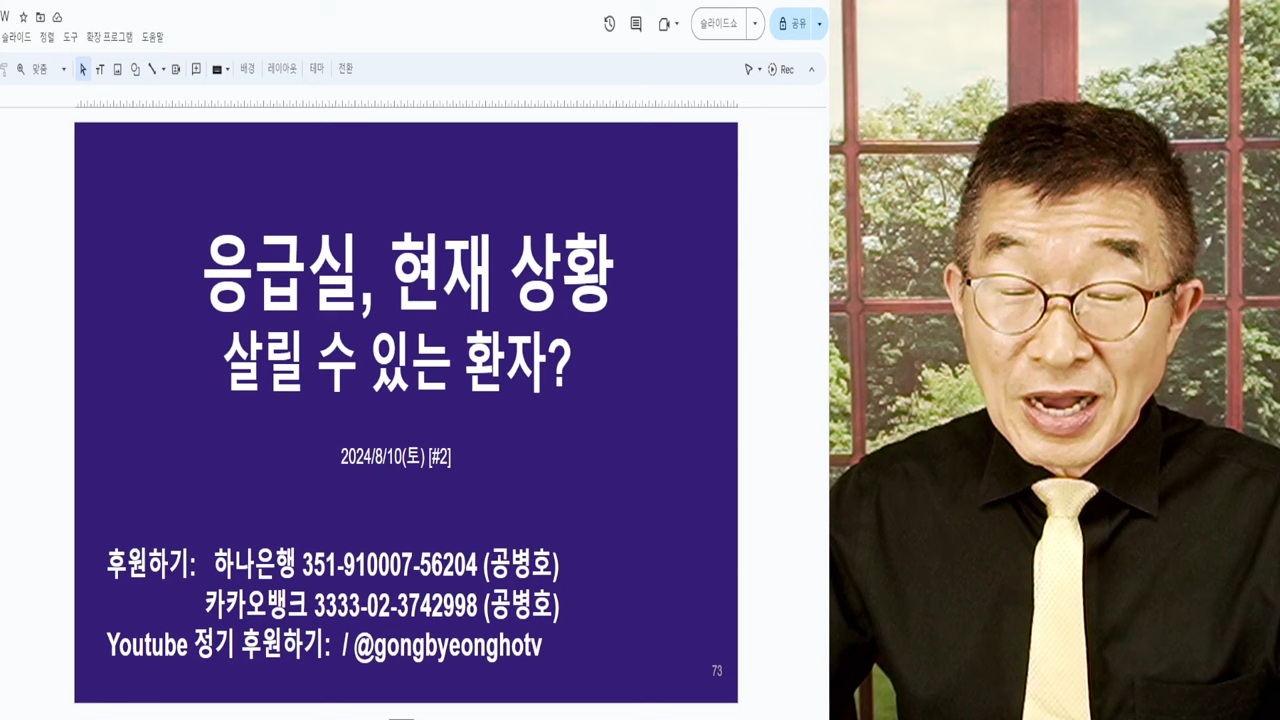 W
슬라이드 정렬 도구 확장 프로그램 도움말
슬라이드쇼
공유
맞춤
배경 레이아웃 테마 전환
Rec
응급실, 현재 상황
살릴 수 있는 환자?
2024/8/10(토) [#2]
후원하기: 하나은행 351-910007-56204 (공병호)
카카오뱅크 3333-02-3742998 (공병호)
Youtube 정기 후원하기: / @gongbyeonghotv
73